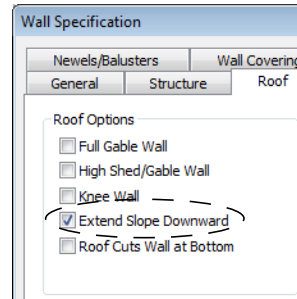 Wall Specification
Newels/Balusters Wall Covering
General Structure Roof
Roof Options
Full Gable Wall
High Shed/Gable Wall
Knee Wall
Extend Slope Downward
Roof Cuts Wall at Bottom